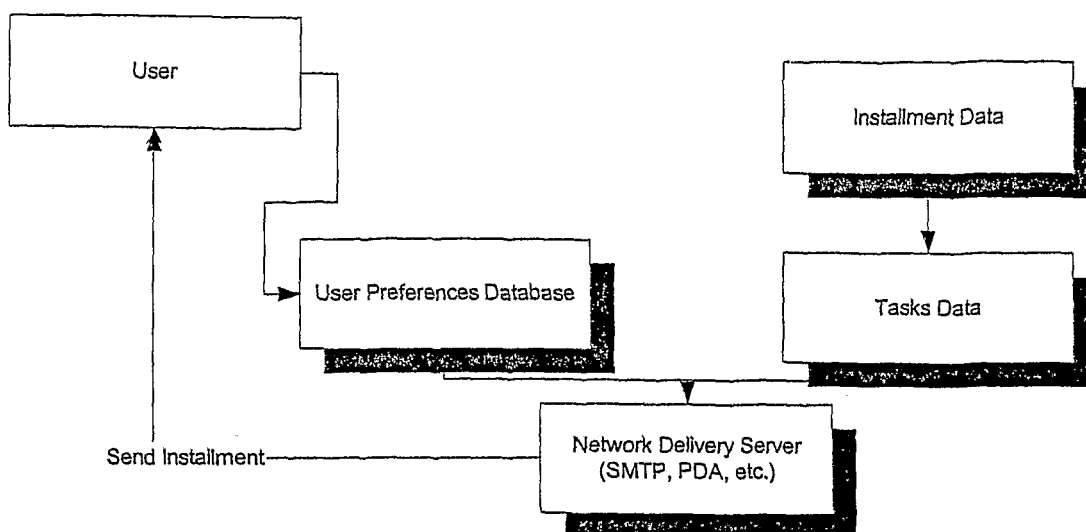 User
Installment Data
User Preferences Database
Tasks Data
Network Delivery Server
(SMTP, PDA, etc.)
Send Installment